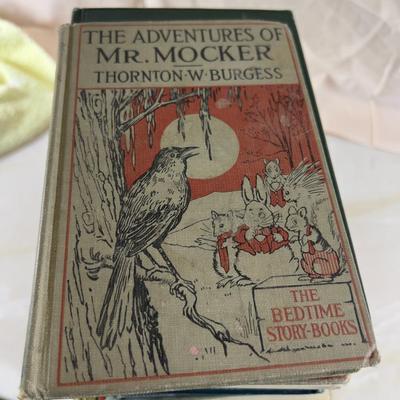 THE ADVENTURES OF
MR. MOCKER
THORNTON·W·BURGESS
THE
BEDTIME
STORY-BOOKS